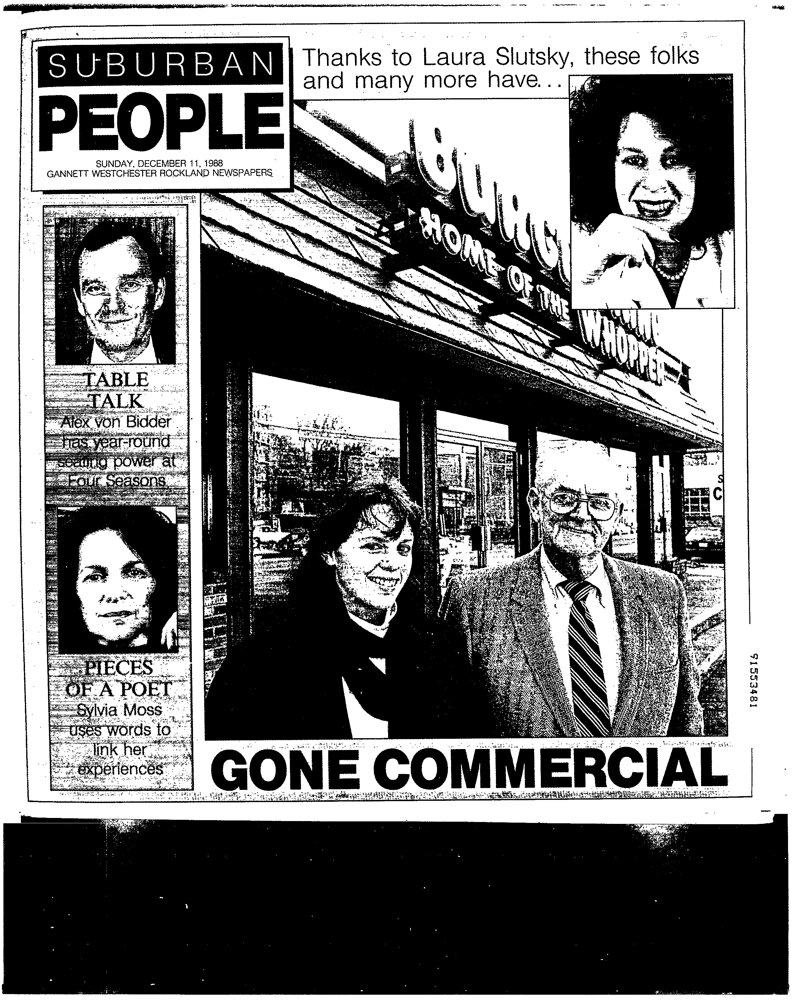 SUBURBAN
PEOPLE
SUNDAY, DECEMBER 11, 1988
GANNETT WESTCHESTER ROCKLAND NEWSPAPERS
Thanks to Laura Slutsky, these folks
and many more have...
BURG
HOME OF THE
WHOPPER
TABLE
TALK
Alex von Bidder
has year-round
seating power at
Four Seasons
PIECES
OF A POET
Sylvia Moss
uses words to
link her
experiences
S
C
GONE COMMERCIAL
91553481